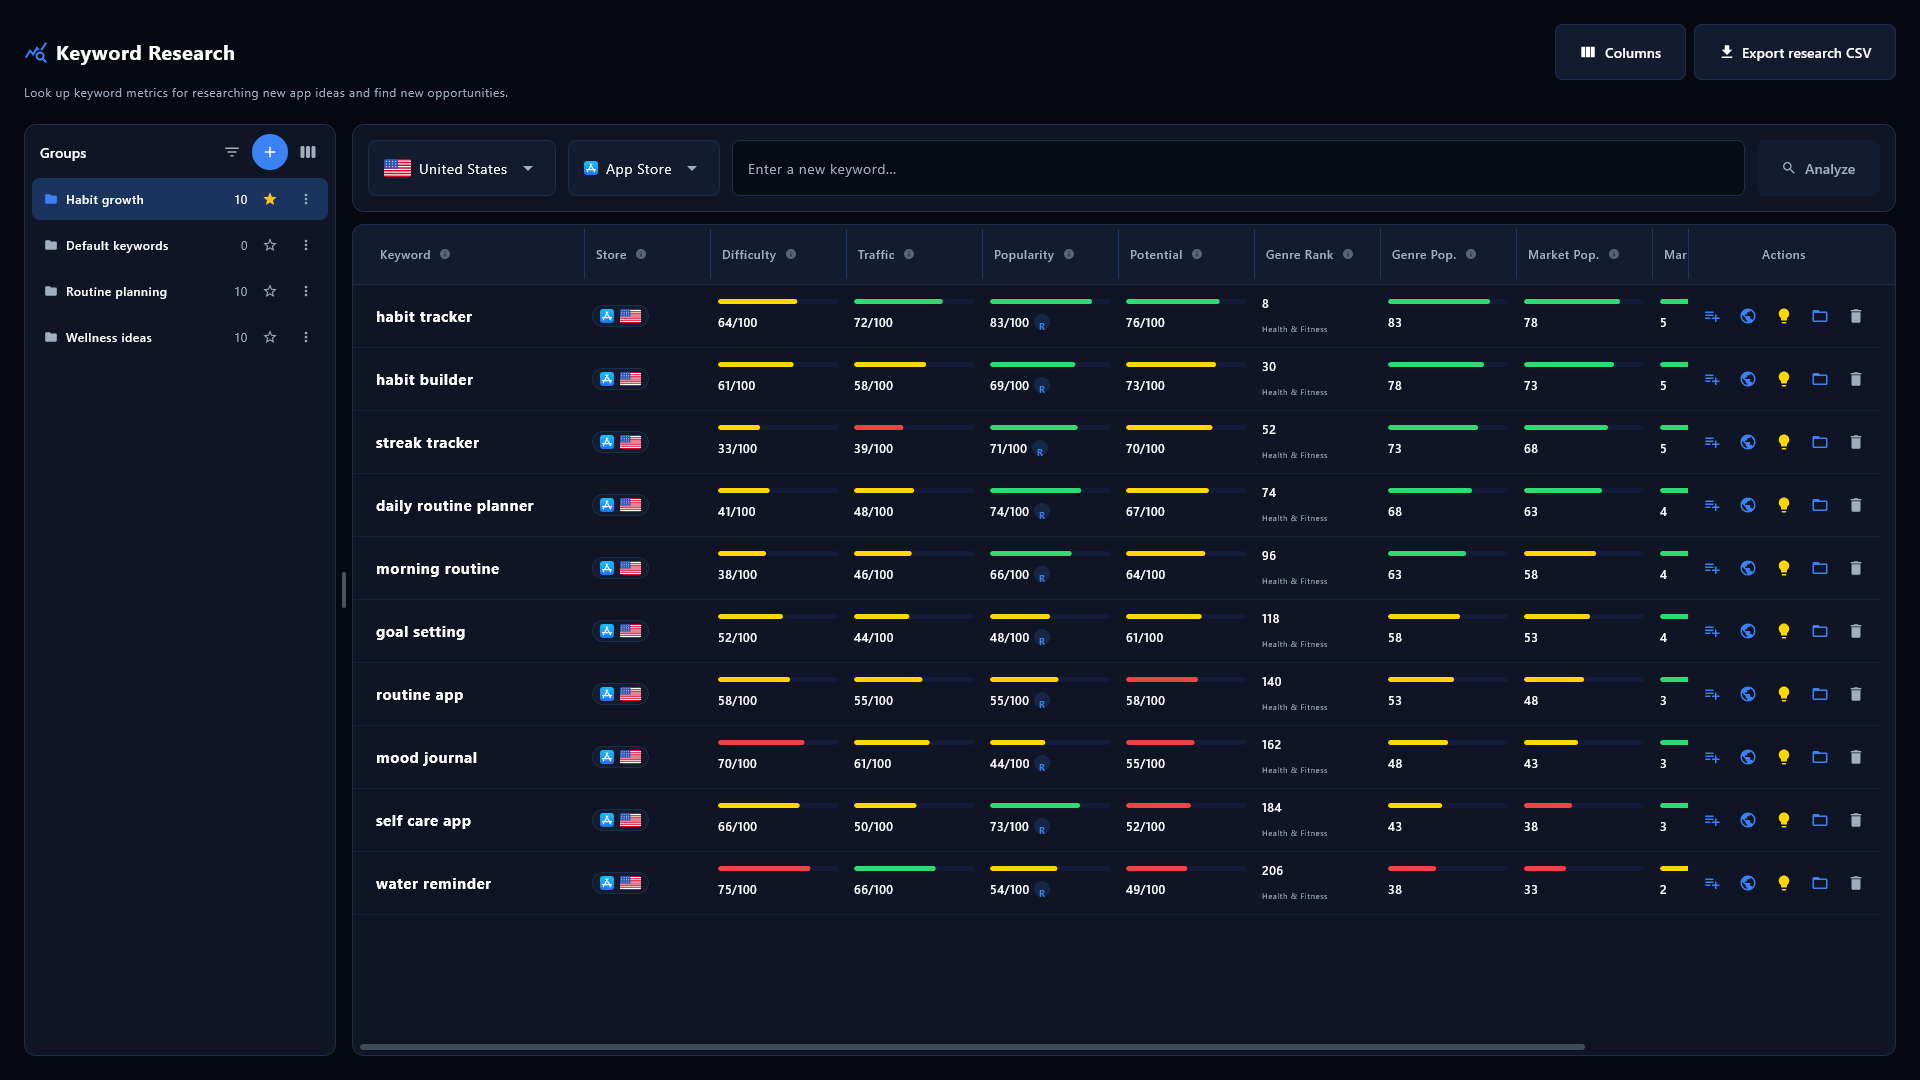 Keyword Research
Look up keyword metrics for researching new app ideas and find new opportunities.
Columns
Export research CSV
Groups
Habit growth 10
Default keywords 0
Routine planning 10
Wellness ideas 10
United States
App Store
Enter a new keyword...
Analyze
Keyword Store Difficulty Traffic Popularity Potential Genre Rank Genre Pop. Market Pop. Mar Actions
habit tracker 64/100 72/100 83/100 R 76/100 8 83 78 5
Health & Fitness
habit builder 61/100 58/100 69/100 R 73/100 30 78 73 5
Health & Fitness
streak tracker 33/100 39/100 71/100 R 70/100 52 73 68 5
Health & Fitness
daily routine planner 41/100 48/100 74/100 R 67/100 74 68 63 4
Health & Fitness
morning routine 38/100 46/100 66/100 R 64/100 96 63 58 4
Health & Fitness
goal setting 52/100 44/100 48/100 R 61/100 118 58 53 4
Health & Fitness
routine app 58/100 55/100 55/100 R 58/100 140 53 48 3
Health & Fitness
mood journal 70/100 61/100 44/100 R 55/100 162 48 43 3
Health & Fitness
self care app 66/100 50/100 73/100 R 52/100 184 43 38 3
Health & Fitness
water reminder 75/100 66/100 54/100 R 49/100 206 38 33 2
Health & Fitness